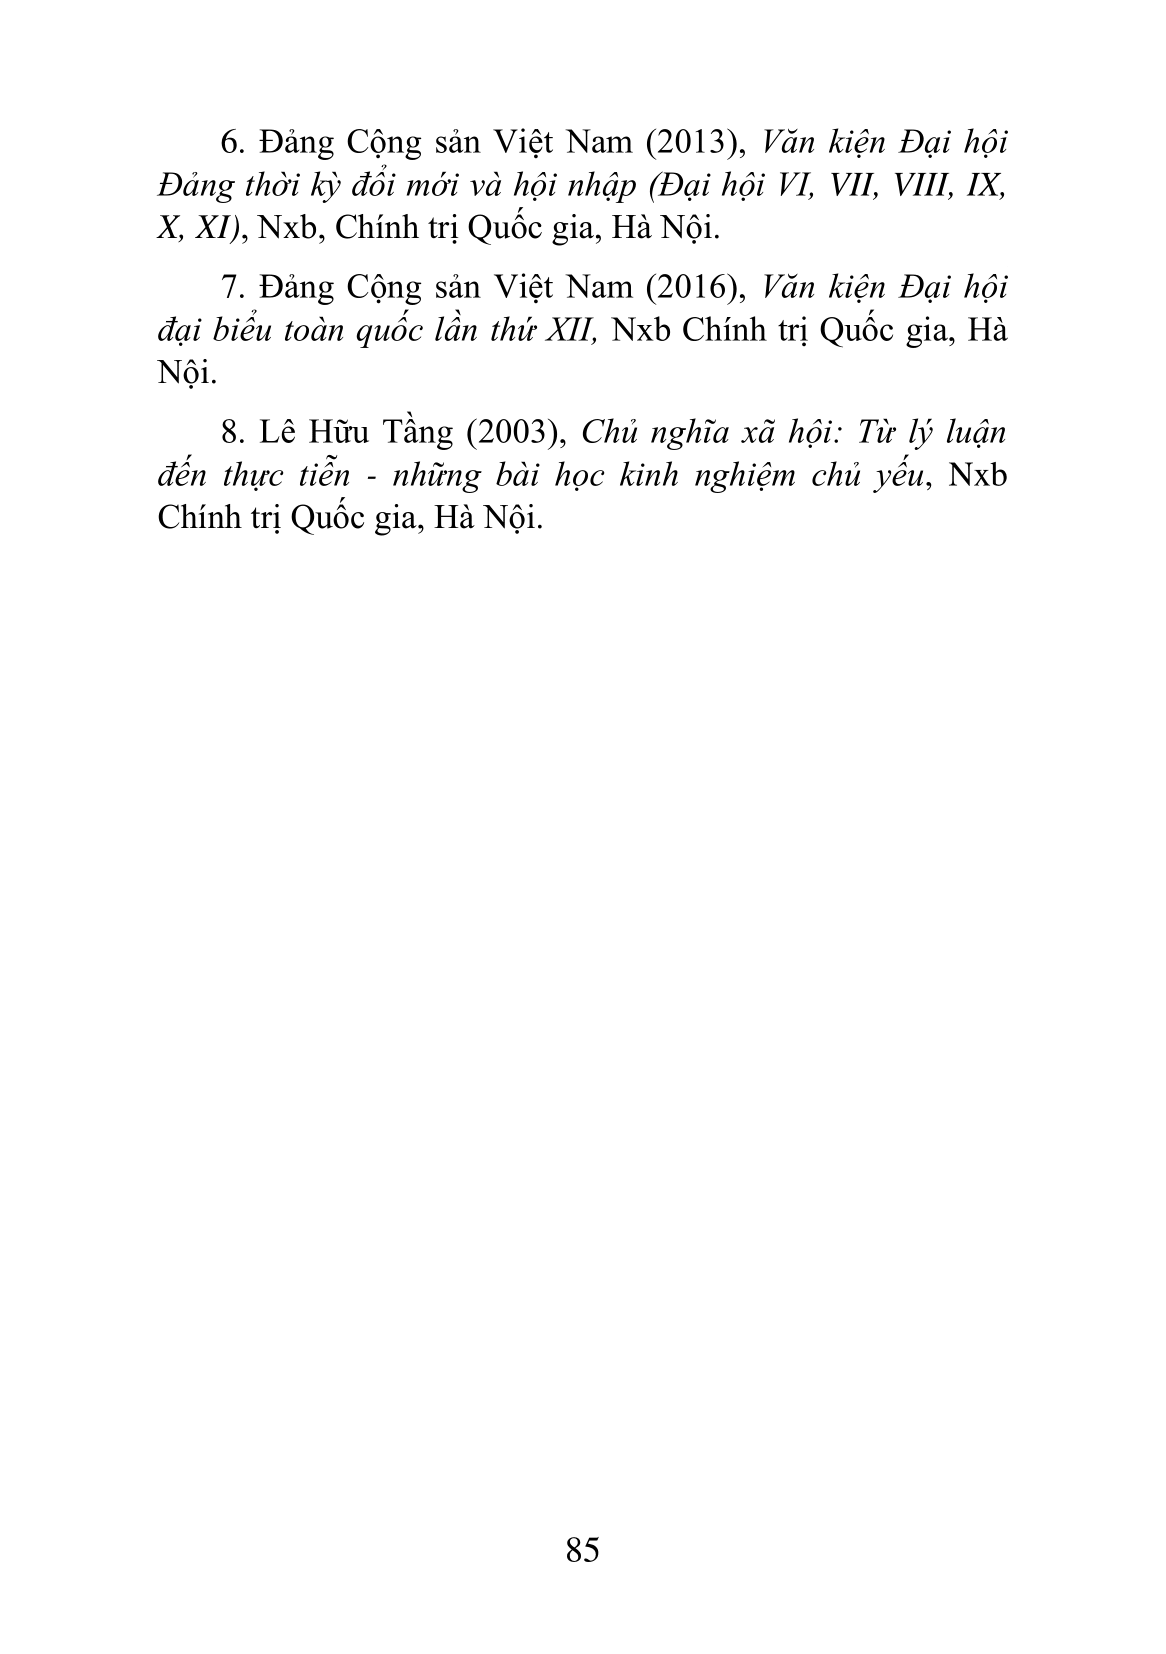 6. Đảng Cộng sản Việt Nam (2013), Văn kiện Đại hội
Đảng thời kỳ đổi mới và hội nhập (Đại hội VI, VII, VIII, IX,
X, XI), Nxb, Chính trị Quốc gia, Hà Nội.
7. Đảng Cộng sản Việt Nam (2016), Văn kiện Đại hội
đại biểu toàn quốc lần thứ XII, Nxb Chính trị Quốc gia, Hà
Nội.
8. Lê Hữu Tầng (2003), Chủ nghĩa xã hội: Từ lý luận
đến thực tiễn - những bài học kinh nghiệm chủ yếu, Nxb
Chính trị Quốc gia, Hà Nội.
85